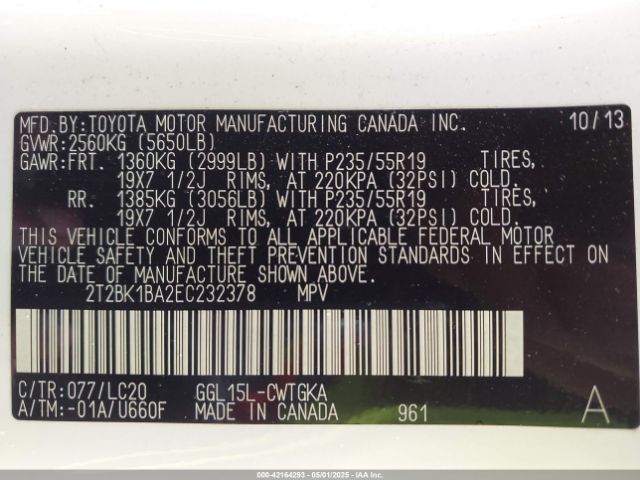 MFD.BY:TOYOTA MOTOR MANUFACTURING CANADA INC. 10/13
GVWR:2560KG (5650LB)
GAWR:FRT. 1360KG (2999LB) WITH P235/55R19 TIRES,
19X7 1/2J RIMS, AT 220KPA (32PSI) COLD.
RR. 1385KG (3056LB) WITH P235/55R19 TIRES,
19X7 1/2J RIMS, AT 220KPA (32PSI) COLD.
THIS VEHICLE CONFORMS TO ALL APPLICABLE FEDERAL MOTOR
VEHICLE SAFETY AND THEFT PREVENTION STANDARDS IN EFFECT ON
THE DATE OF MANUFACTURE SHOWN ABOVE.
2T2BK1BA2EC232378 MPV
C/TR:077/LC20 GGL15L-CWTGKA
A/TM:-01A/U660F MADE IN CANADA 961 A
000-42164293 - 05/01/2025 - IAA Inc.